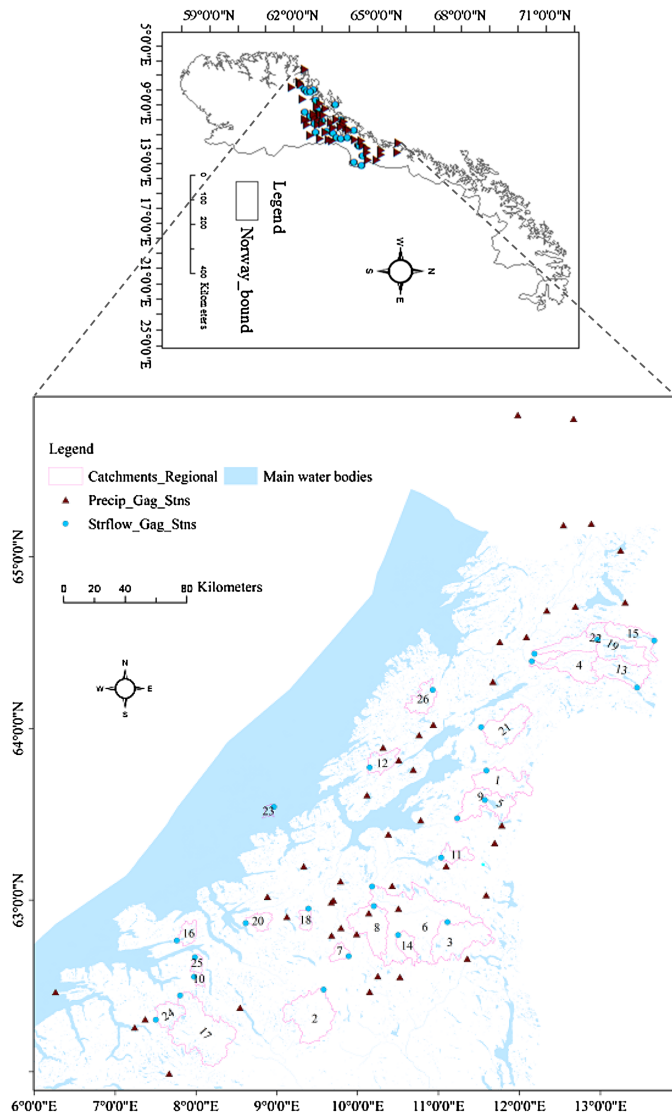 59°0'0"N 62°0'0"N 65°0'0"N 68°0'0"N 71°0'0"N
5°0'0"E
9°0'0"E
13°0'0"E
17°0'0"E
21°0'0"E
25°0'0"E
0
100
200
400 Kilometers
Legend
Norway_bound
N
E
S
W
Legend
Catchments_Regional
Main water bodies
Precip_Gag_Stns
Strflow_Gag_Stns
0 20 40 80 Kilometers
N
W E
S
65°0'0"N
64°0'0"N
63°0'0"N
22
15
19
4
13
26
21
12
1
9
5
23
11
16
20
18
8
6
3
14
7
25
10
24
17
2
6°0'0"E 7°0'0"E 8°0'0"E 9°0'0"E 10°0'0"E 11°0'0"E 12°0'0"E 13°0'0"E